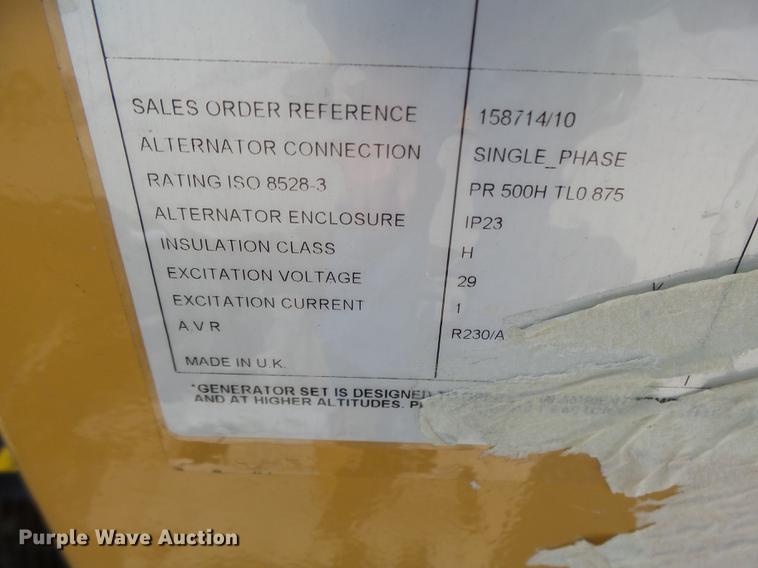 SALES ORDER REFERENCE 158714/10
ALTERNATOR CONNECTION SINGLE_PHASE
RATING ISO 8528-3 PR 500H TL0.875
ALTERNATOR ENCLOSURE IP23
INSULATION CLASS H
EXCITATION VOLTAGE 29 V
EXCITATION CURRENT 1
A.V.R R230/A
MADE IN U.K.
*GENERATOR SET IS DESIGNED TO
AND AT HIGHER ALTITUDES.
Purple Wave Auction